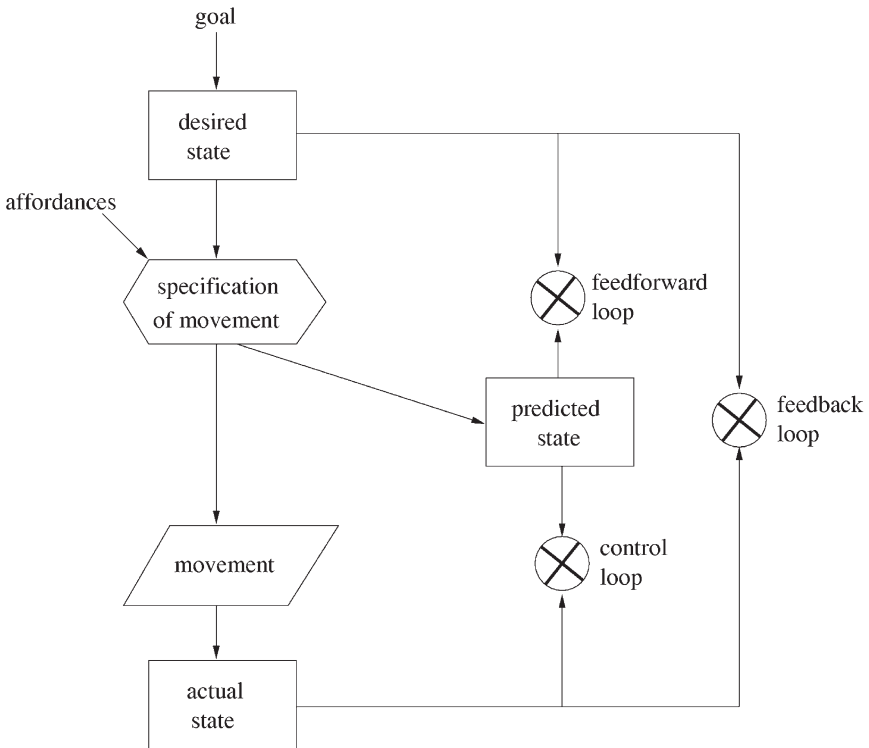 goal
desired
state
affordances
specification
of movement
feedforward
loop
predicted
state
feedback
loop
movement
control
loop
actual
state